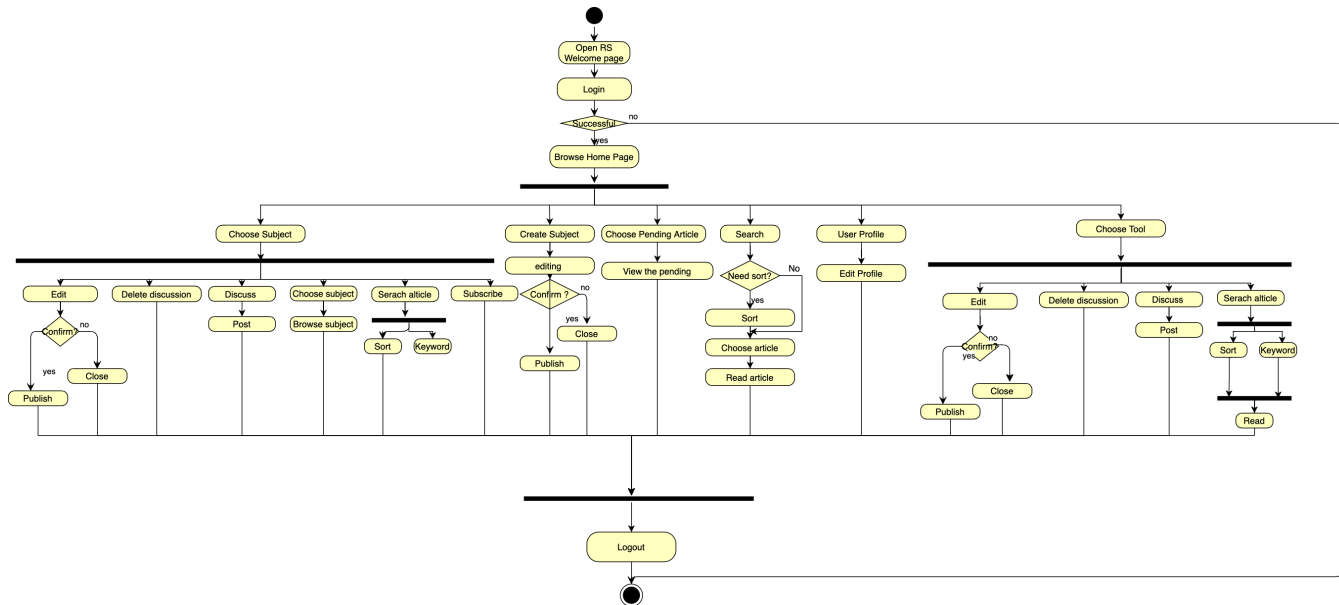 Open RS
Welcome page
Login
Successful
no
yes
Browse Home Page
Choose Subject
Create Subject
Choose Pending Article
Search
User Profile
Choose Tool
editing
View the pending
Need sort?
No
Edit Profile
Edit
Delete discussion
Discuss
Choose subject
Serach alticle
Subscribe
Confirm ?
no
yes
Close
Publish
yes
Sort
Choose article
Read article
Confirm?
no
yes
Close
Publish
Post
Browse subject
Sort
Keyword
Edit
Delete discussion
Discuss
Serach alticle
Confirm?
no
yes
Close
Publish
Post
Sort
Keyword
Read
Logout